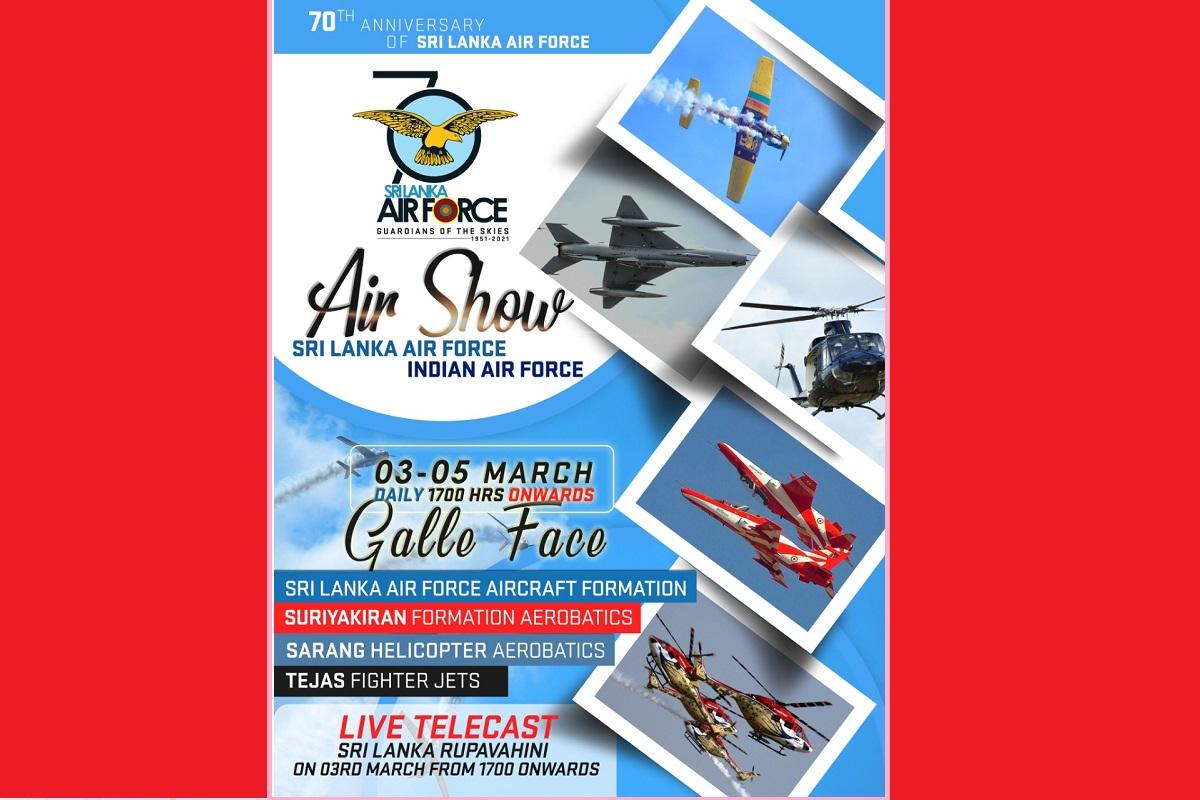 70TH ANNIVERSARY
OF SRI LANKA AIR FORCE
70
SRI LANKA
AIR FORCE
GUARDIANS OF THE SKIES
1951-2021
Air Show
SRI LANKA AIR FORCE
INDIAN AIR FORCE
03-05 MARCH
DAILY 1700 HRS ONWARDS
Galle Face
SRI LANKA AIR FORCE AIRCRAFT FORMATION
SURIYAKIRAN FORMATION AEROBATICS
SARANG HELICOPTER AEROBATICS
TEJAS FIGHTER JETS
LIVE TELECAST
SRI LANKA RUPAVAHINI
ON 03RD MARCH FROM 1700 ONWARDS